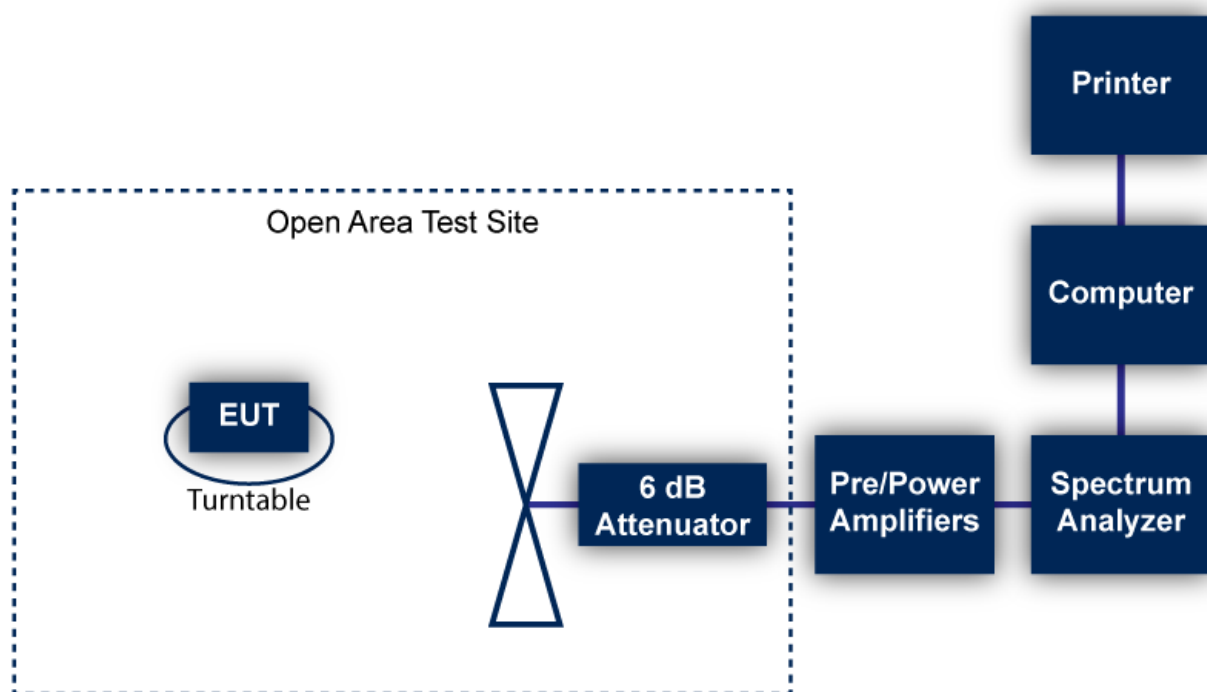 Printer
Open Area Test Site
Computer
EUT
Turntable
6 dB
Attenuator
Pre/Power
Amplifiers
Spectrum
Analyzer